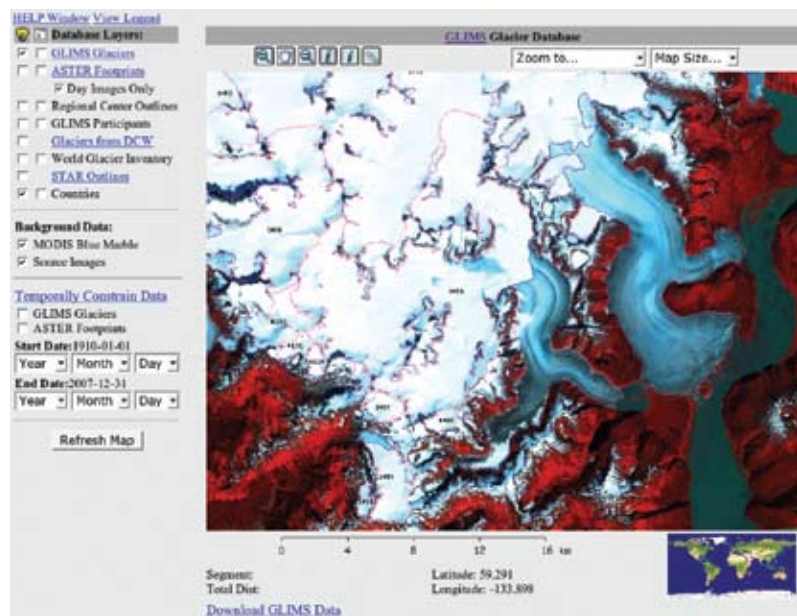 HELP Window View Legend
Database Layers:
GLIMS Glaciers
ASTER Footprints
Day Images Only
Regional Center Outlines
GLIMS Participants
Glaciers from DCW
World Glacier Inventory
STAR Outlines
Countries
Background Data:
MODIS Blue Marble
Source Images
Temporally Constrain Data
GLIMS Glaciers
ASTER Footprints
Start Date:1910-01-01
Year Month Day
End Date:2007-12-31
Year Month Day
Refresh Map
GLIMS Glacier Database
Zoom to... Map Size...
0 4 8 12 16 km
Segment: Latitude: 59.291
Total Dist: Longitude: -133.898
Download GLIMS Data